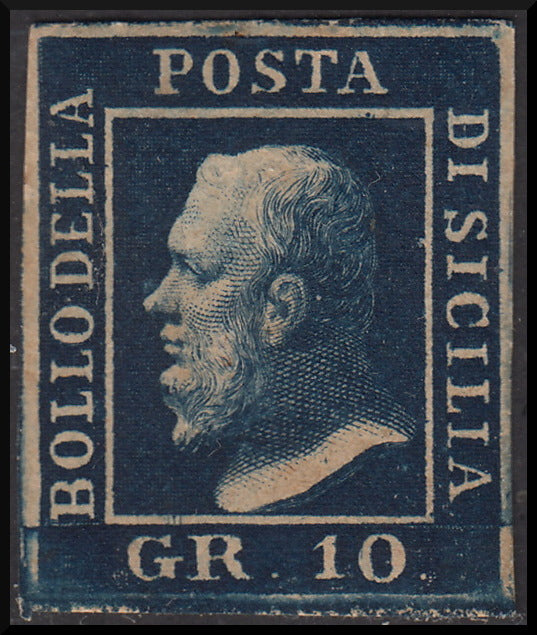 BOLLO DELLA
POSTA
DI SICILIA
GR. 10.